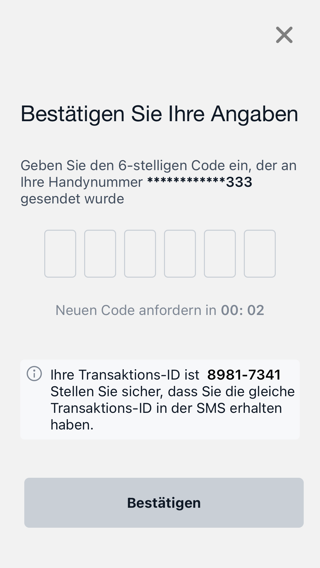 Bestätigen Sie Ihre Angaben
Geben Sie den 6-stelligen Code ein, der an
Ihre Handynummer ************333
gesendet wurde
Neuen Code anfordern in 00: 02
Ihre Transaktions-ID ist 8981-7341
Stellen Sie sicher, dass Sie die gleiche
Transaktions-ID in der SMS erhalten
haben.
Bestätigen